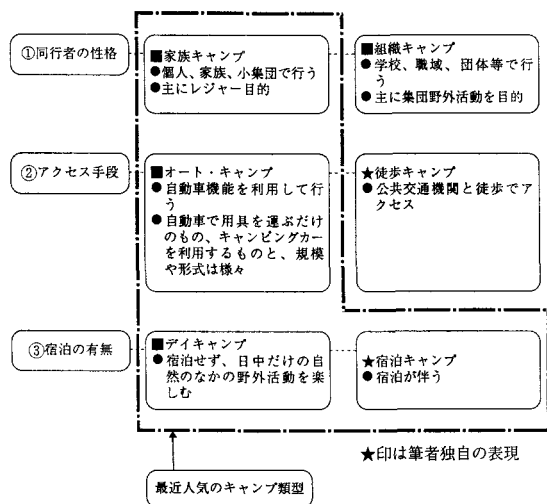 ①同行者の性格
■家族キャンプ
●個人、家族、小集団で行う
●主にレジャー目的
■組織キャンプ
●学校、職域、団体等で行
う
●主に集団野外活動を目的
②アクセス手段
■オート・キャンプ
●自動車機能を利用して行
う
●自動車で用具を運ぶだけ
のもの、キャンピングカー
を利用するものと、規模
や形式は様々
★徒歩キャンプ
●公共交通機関と徒歩でア
クセス
③宿泊の有無
■デイキャンプ
●宿泊せず、日中だけの自
然のなかの野外活動を楽
しむ
★宿泊キャンプ
●宿泊が伴う
★印は筆者独自の表現
最近人気のキャンプ類型